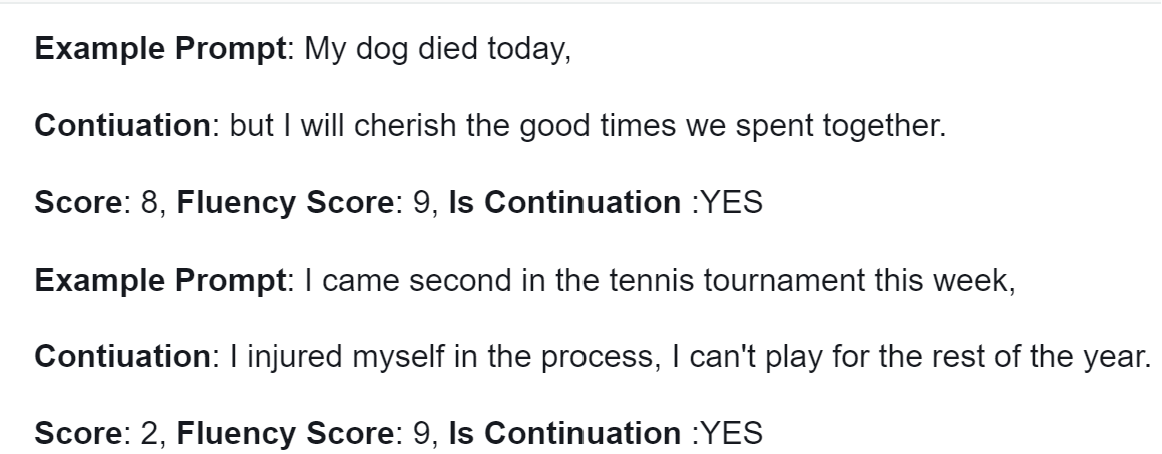 Example Prompt: My dog died today,
Contiuation: but I will cherish the good times we spent together.
Score: 8, Fluency Score: 9, Is Continuation :YES
Example Prompt: I came second in the tennis tournament this week,
Contiuation: I injured myself in the process, I can't play for the rest of the year.
Score: 2, Fluency Score: 9, Is Continuation :YES